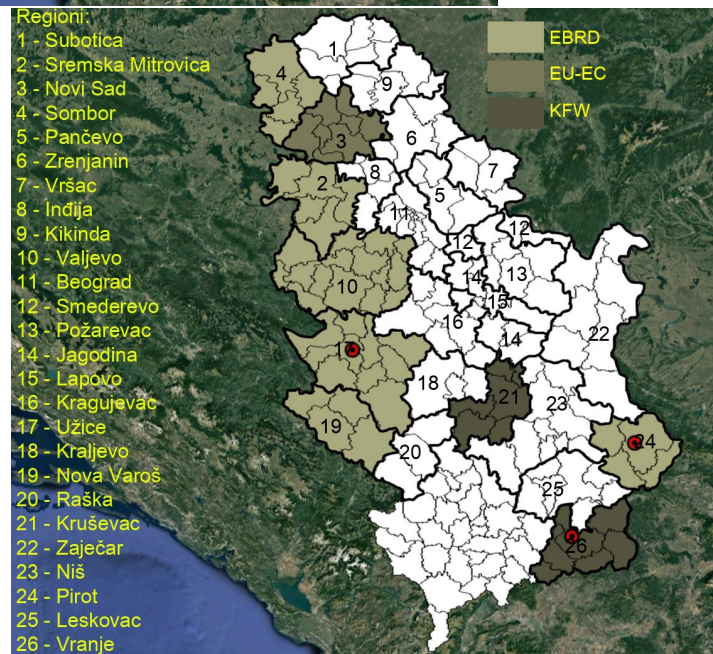 Regioni:
1 - Subotica
2 - Sremska Mitrovica
3 - Novi Sad
4 - Sombor
5 - Pančevo
6 - Zrenjanin
7 - Vršac
8 - Inđija
9 - Kikinda
10 - Valjevo
11 - Beograd
12 - Smederevo
13 - Požarevac
14 - Jagodina
15 - Lapovo
16 - Kragujevac
17 - Užice
18 - Kraljevo
19 - Nova Varoš
20 - Raška
21 - Kruševac
22 - Zaječar
23 - Niš
24 - Pirot
25 - Leskovac
26 - Vranje
EBRD
EU-EC
KFW
1
4
9
3
6
8
7
2
5
11
12
12
13
10
14
15
16
14
22
18
21
23
19
20
24
25
26